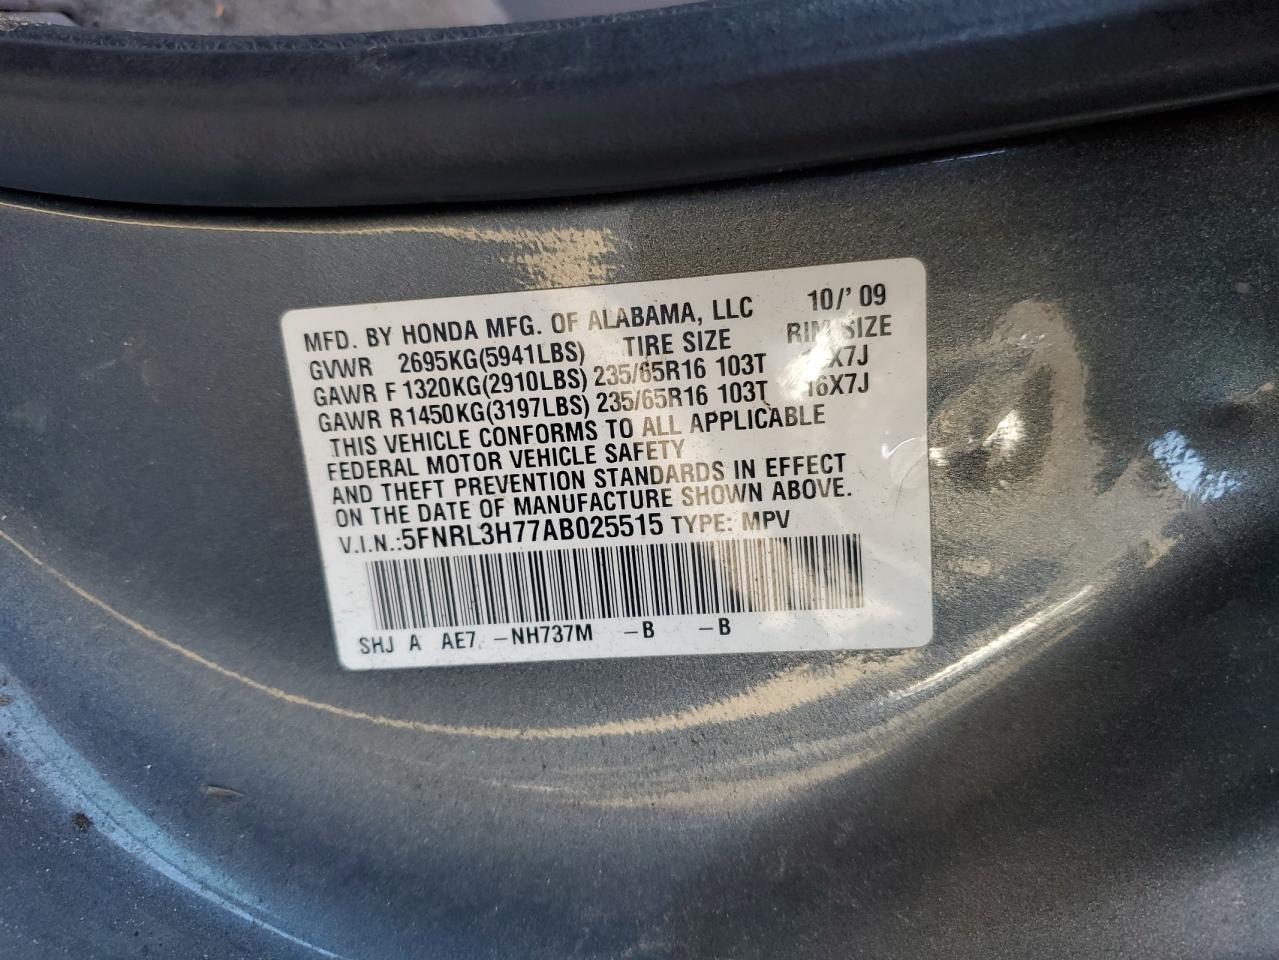 MFD. BY HONDA MFG. OF ALABAMA, LLC 10/'09
GVWR 2695KG(5941LBS) TIRE SIZE RIM SIZE
GAWR F 1320KG(2910LBS) 235/65R16 103T X7J
GAWR R1450KG(3197LBS) 235/65R16 103T 16X7J
THIS VEHICLE CONFORMS TO ALL APPLICABLE
FEDERAL MOTOR VEHICLE SAFETY
AND THEFT PREVENTION STANDARDS IN EFFECT
ON THE DATE OF MANUFACTURE SHOWN ABOVE.
V.I.N.:5FNRL3H77AB025515 TYPE: MPV
SHJ A AE7 -NH737M -B -B